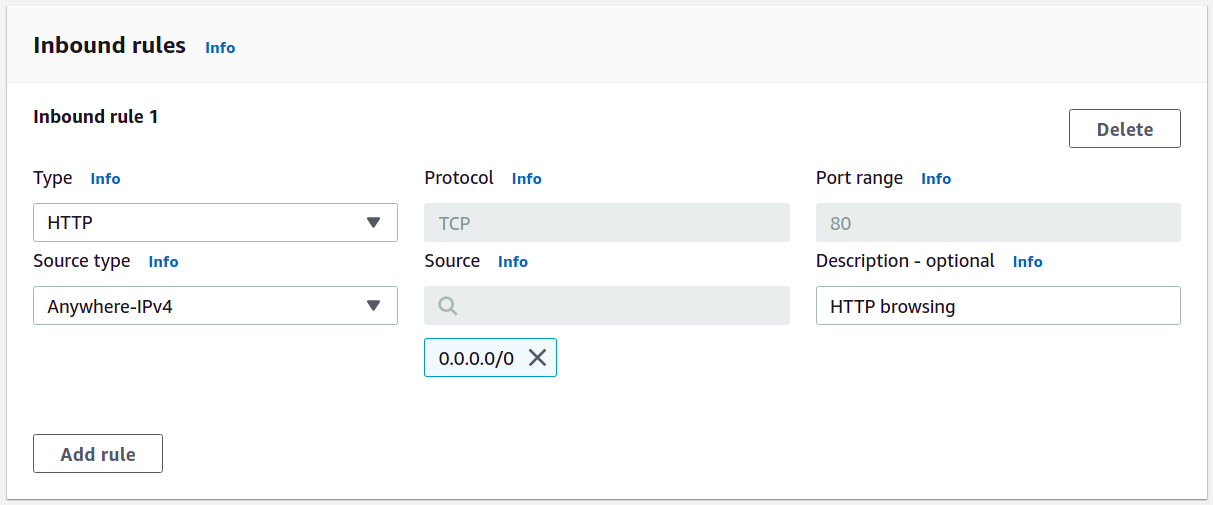 Inbound rules Info
Inbound rule 1
Delete
Type Info Protocol Info Port range Info
HTTP TCP 80
Source type Info Source Info Description - optional Info
Anywhere-IPv4 HTTP browsing
0.0.0.0/0
Add rule